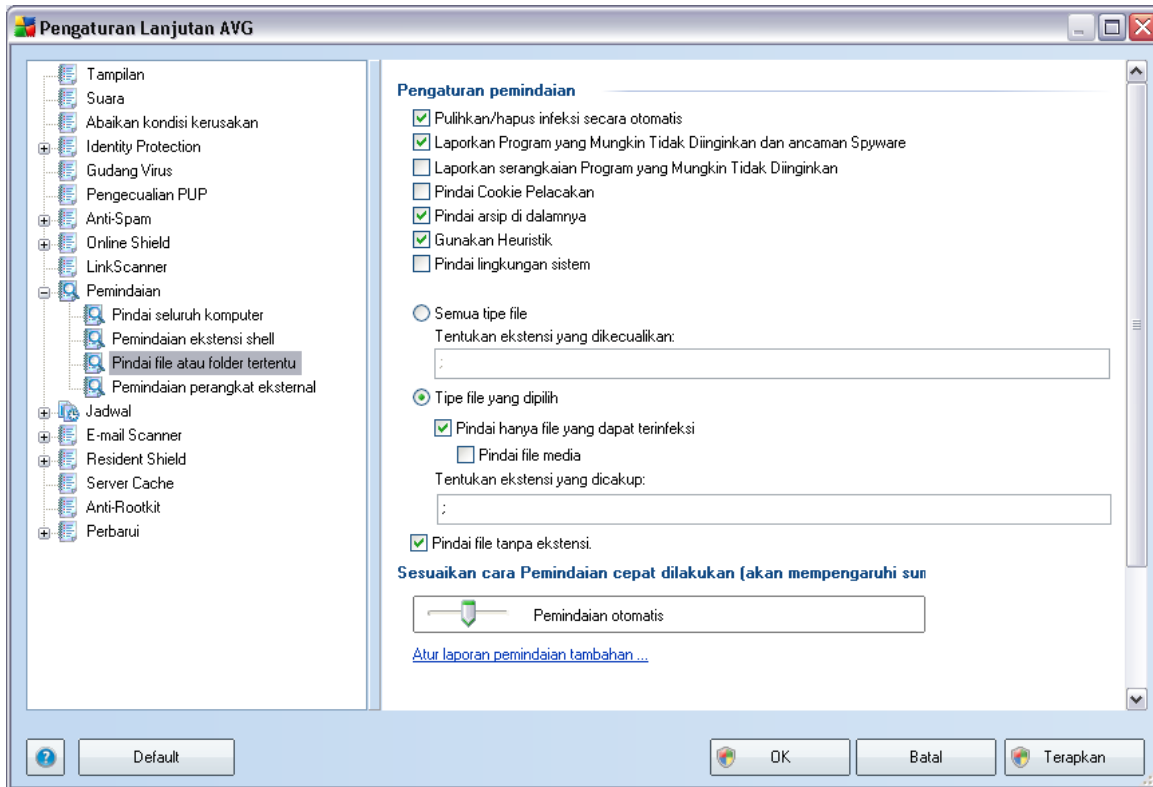 Pengaturan Lanjutan AVG
Tampilan
Suara
Abaikan kondisi kerusakan
Identity Protection
Gudang Virus
Pengecualian PUP
Anti-Spam
Online Shield
LinkScanner
Pemindaian
Pindai seluruh komputer
Pemindaian ekstensi shell
Pindai file atau folder tertentu
Pemindaian perangkat eksternal
Jadwal
E-mail Scanner
Resident Shield
Server Cache
Anti-Rootkit
Perbarui
Pengaturan pemindaian
Pulihkan/hapus infeksi secara otomatis
Laporkan Program yang Mungkin Tidak Diinginkan dan ancaman Spyware
Laporkan serangkaian Program yang Mungkin Tidak Diinginkan
Pindai Cookie Pelacakan
Pindai arsip di dalamnya
Gunakan Heuristik
Pindai lingkungan sistem
Semua tipe file
Tentukan ekstensi yang dikecualikan:
;
Tipe file yang dipilih
Pindai hanya file yang dapat terinfeksi
Pindai file media
Tentukan ekstensi yang dicakup:
;
Pindai file tanpa ekstensi.
Sesuaikan cara Pemindaian cepat dilakukan (akan mempengaruhi sum
Pemindaian otomatis
Atur laporan pemindaian tambahan ...
Default
OK
Batal
Terapkan